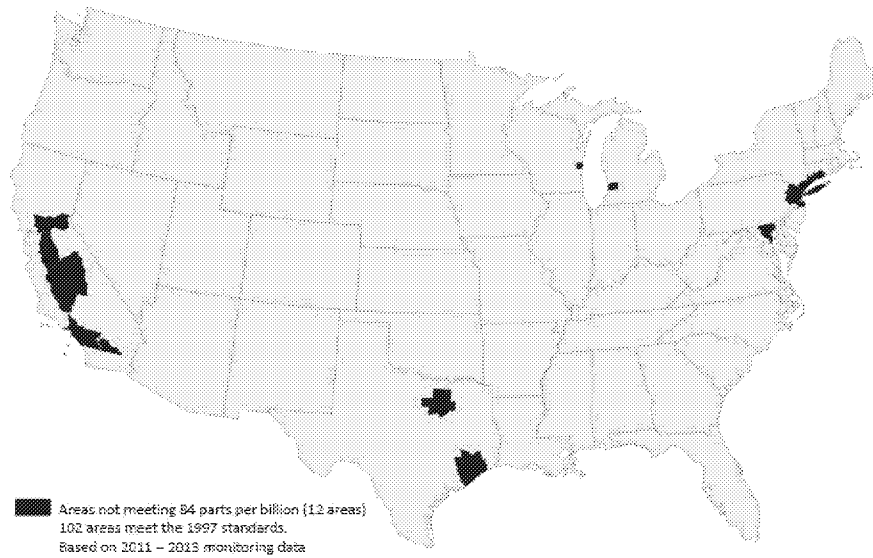 Areas not meeting 84 parts per billion (12 areas)
102 areas meet the 1997 standards.
Based on 2011 – 2013 monitoring data